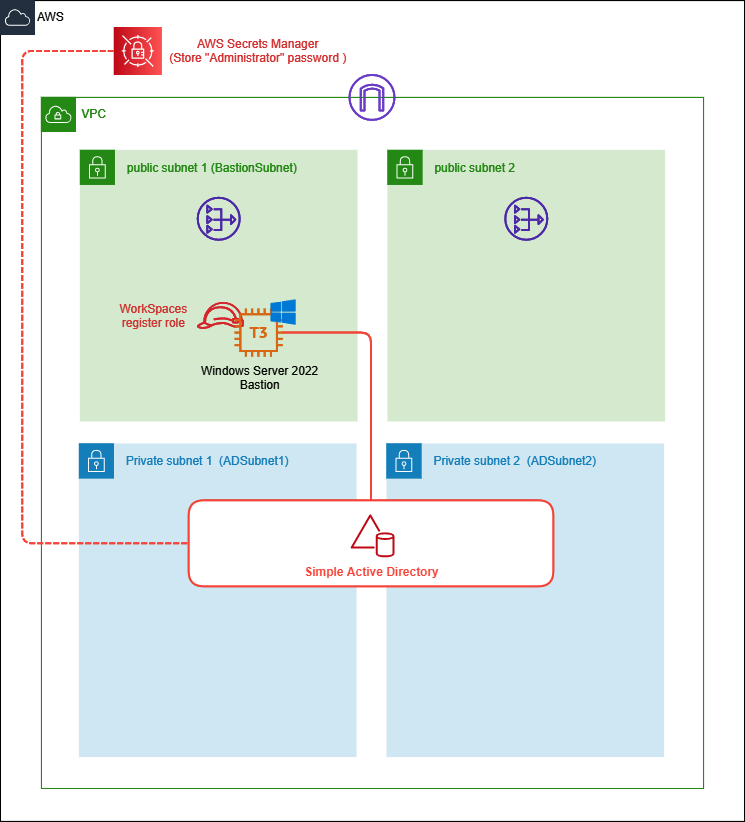 AWS
AWS Secrets Manager
(Store "Administrator" password )
VPC
public subnet 1 (BastionSubnet)
public subnet 2
WorkSpaces
register role
T3
Windows Server 2022
Bastion
Private subnet 1 (ADSubnet1)
Private subnet 2 (ADSubnet2)
Simple Active Directory